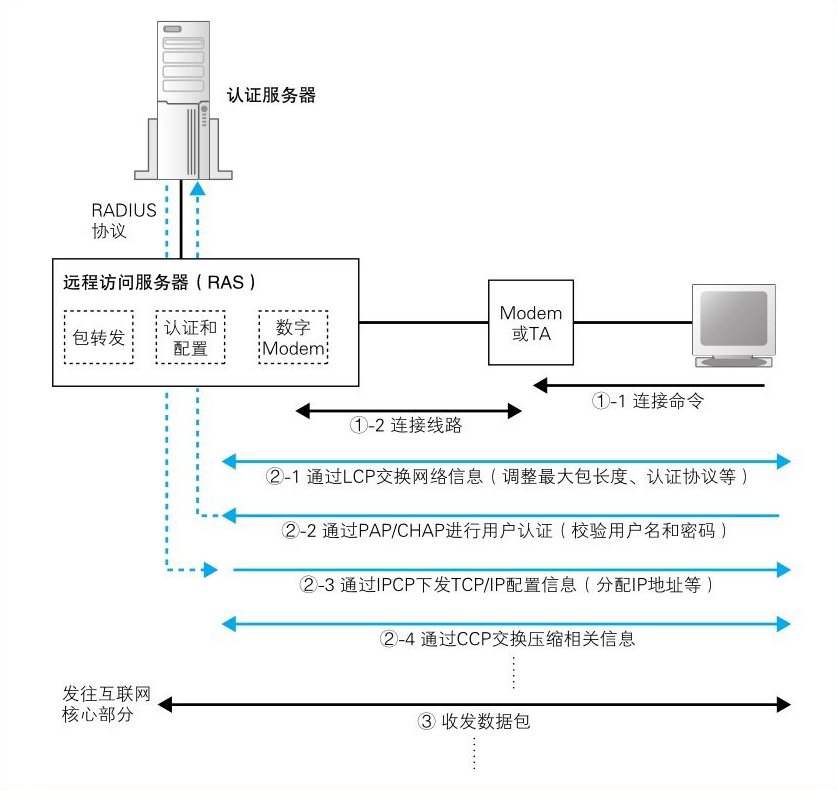 认证服务器
RADIUS
协议
远程访问服务器（RAS）
包转发
认证和
配置
数字
Modem
Modem
或TA
①-1 连接命令
①-2 连接线路
②-1 通过LCP交换网络信息（调整最大包长度、认证协议等）
②-2 通过PAP/CHAP进行用户认证（校验用户名和密码）
②-3 通过IPCP下发TCP/IP配置信息（分配IP地址等）
②-4 通过CCP交换压缩相关信息
发往互联网
核心部分
③ 收发数据包